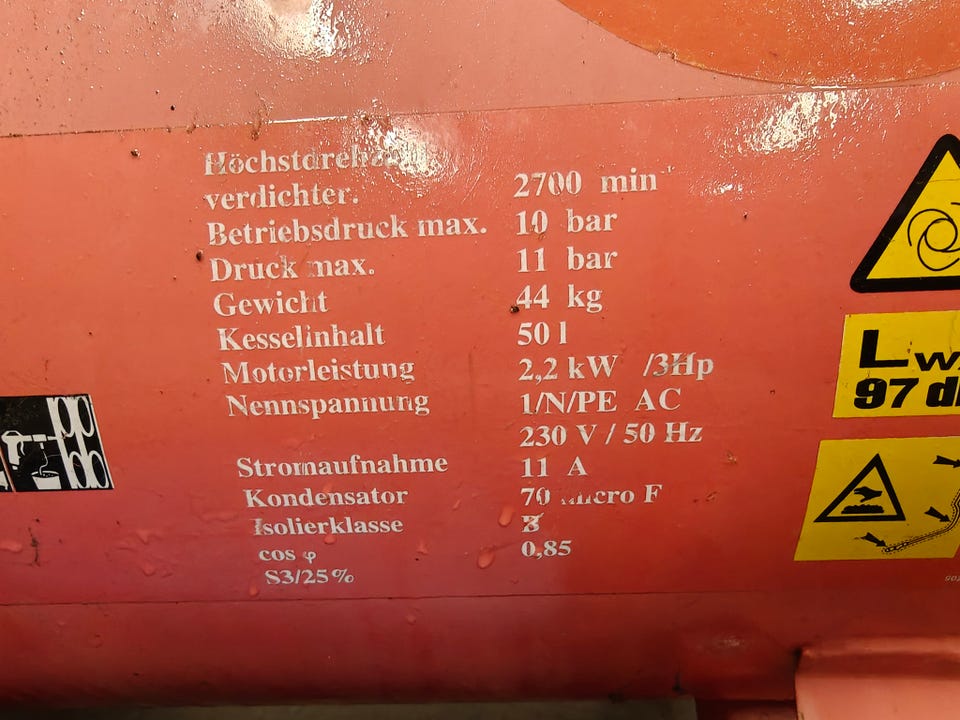 verdichter. 2700 min⁻¹
Betriebsdruck max. 10 bar
Druck max. 11 bar
Gewicht 44 kg
Kesselinhalt 50 l
Motorleistung 2,2 kW /3Hp
Nennspannung 1/N/PE AC
230 V / 50 Hz
Stromaufnahme 11 A
Kondensator 70 micro F
Isolierklasse
cos φ 0,85
S3/25%
97